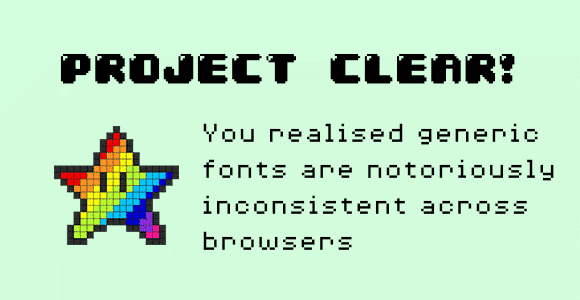 PROJECT CLEAR!
You realised generic
fonts are notoriously
inconsistent across
browsers